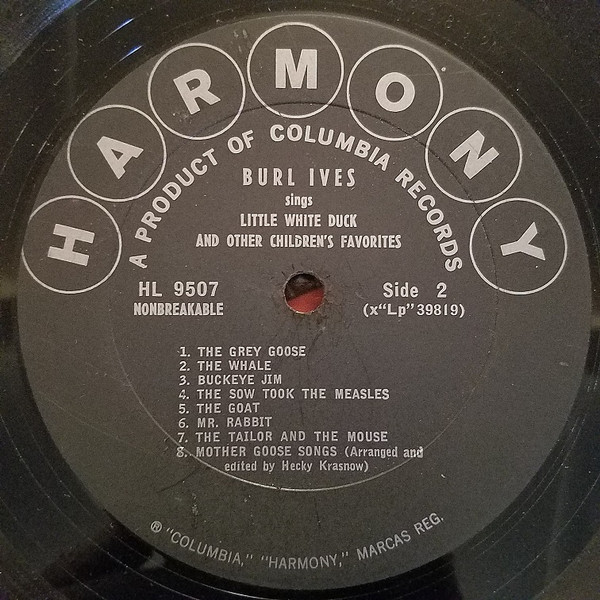 HARMONY
A PRODUCT OF COLUMBIA RECORDS
BURL IVES
sings
LITTLE WHITE DUCK
AND OTHER CHILDREN'S FAVORITES
HL 9507
NONBREAKABLE
Side 2
(x"Lp"39819)
1. THE GREY GOOSE
2. THE WHALE
3. BUCKEYE JIM
4. THE SOW TOOK THE MEASLES
5. THE GOAT
6. MR. RABBIT
7. THE TAILOR AND THE MOUSE
8. MOTHER GOOSE SONGS (Arranged and
edited by Hecky Krasnow)
® "COLUMBIA," "HARMONY," MARCAS REG.